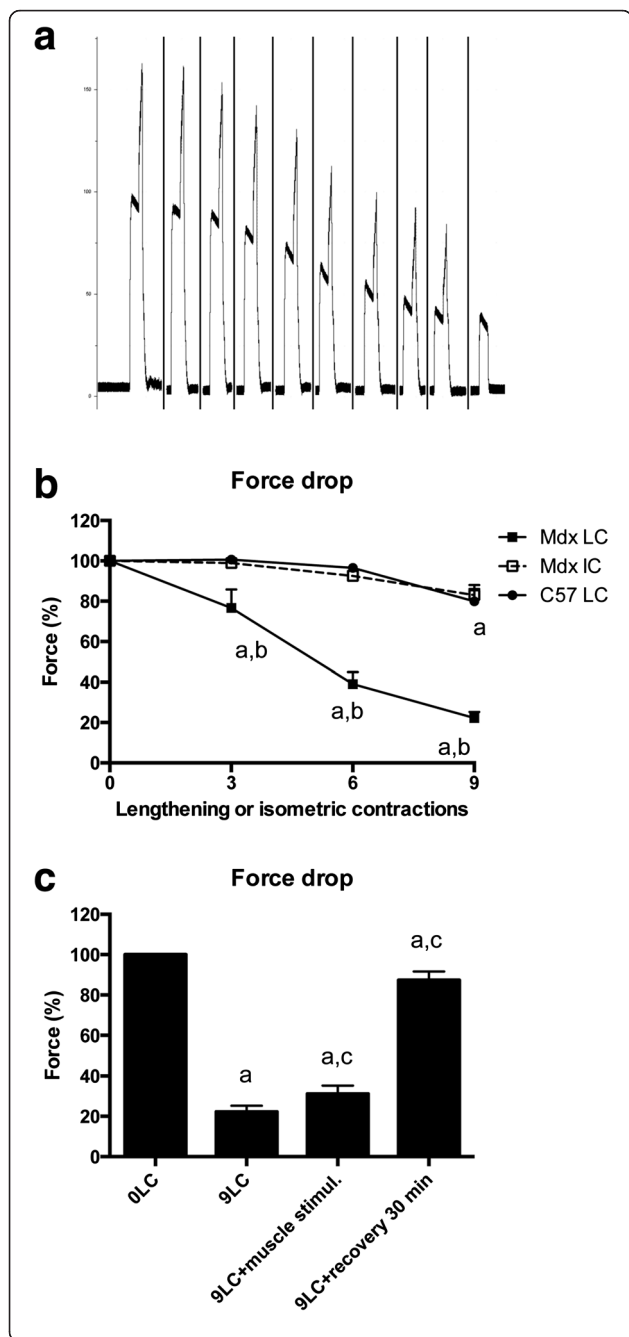 a
150
100
50
0
b
Force drop
120
100
80
60
40
20
0
Force (%)
a,b
a,b
a,b
a
0 3 6 9
Lengthening or isometric contractions
Mdx LC
Mdx IC
C57 LC
c
Force drop
120
100
80
60
40
20
0
Force (%)
a
a,c
a,c
0LC
9LC
9LC+muscle stimul.
9LC+recovery 30 min